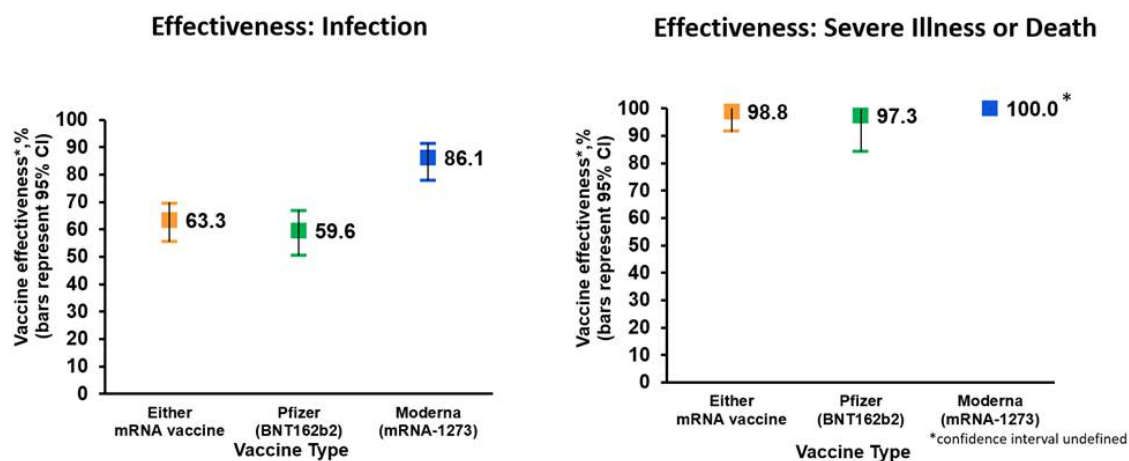 Effectiveness: Infection
Vaccine effectiveness*,%
(bars represent 95% CI)
100
90
80
70
60
50
40
30
20
10
0
63.3
59.6
86.1
Either
mRNA vaccine
Pfizer
(BNT162b2)
Moderna
(mRNA-1273)
Vaccine Type
Effectiveness: Severe Illness or Death
Vaccine effectiveness*,%
(bars represent 95% CI)
100
90
80
70
60
50
40
30
20
10
0
98.8
97.3
100.0 *
Either
mRNA vaccine
Pfizer
(BNT162b2)
Moderna
(mRNA-1273)
*confidence interval undefined
Vaccine Type